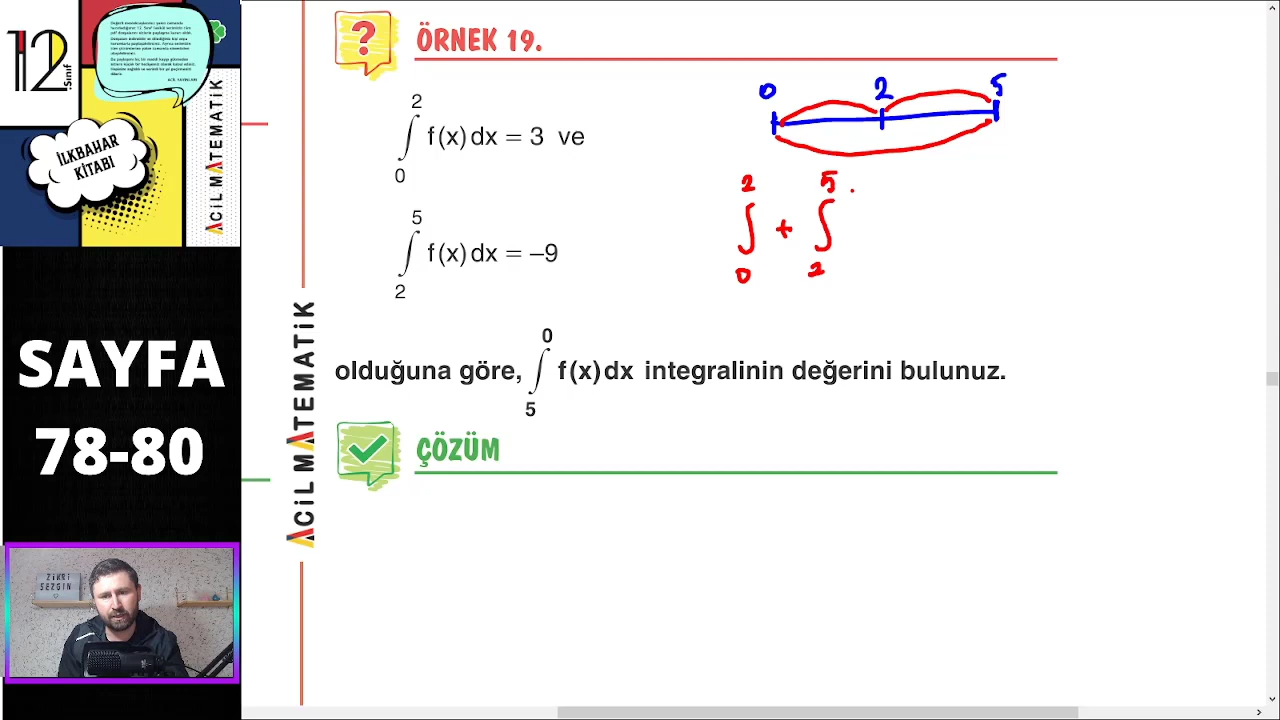 12
.Sınıf
İLKBAHAR
KİTABI
ACİL MATEMATİK
SAYFA
78-80
ZİKRİ
SEZGİN
ACİL MATEMATİK
?
ÖRNEK 19.
∫₀² f(x) dx = 3 ve
∫₂⁵ f(x) dx = –9
olduğuna göre, ∫₅⁰ f(x) dx integralinin değerini bulunuz.
ÇÖZÜM
0 2 5
∫₀² + ∫₂⁵